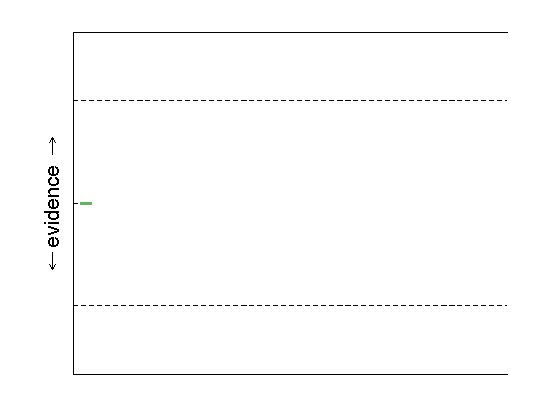 ← evidence →